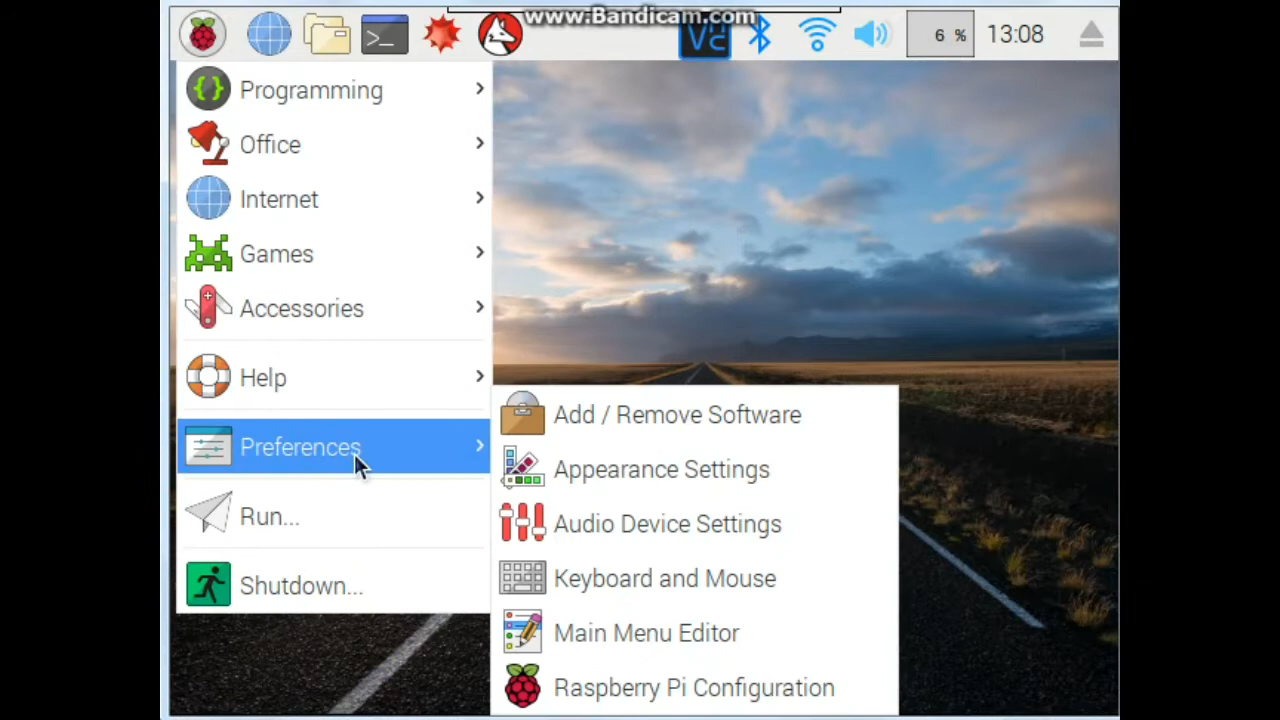 www.Bandicam.com
VNC
6 %
13:08
Programming
Office
Internet
Games
Accessories
Help
Preferences
Run...
Shutdown...
Add / Remove Software
Appearance Settings
Audio Device Settings
Keyboard and Mouse
Main Menu Editor
Raspberry Pi Configuration